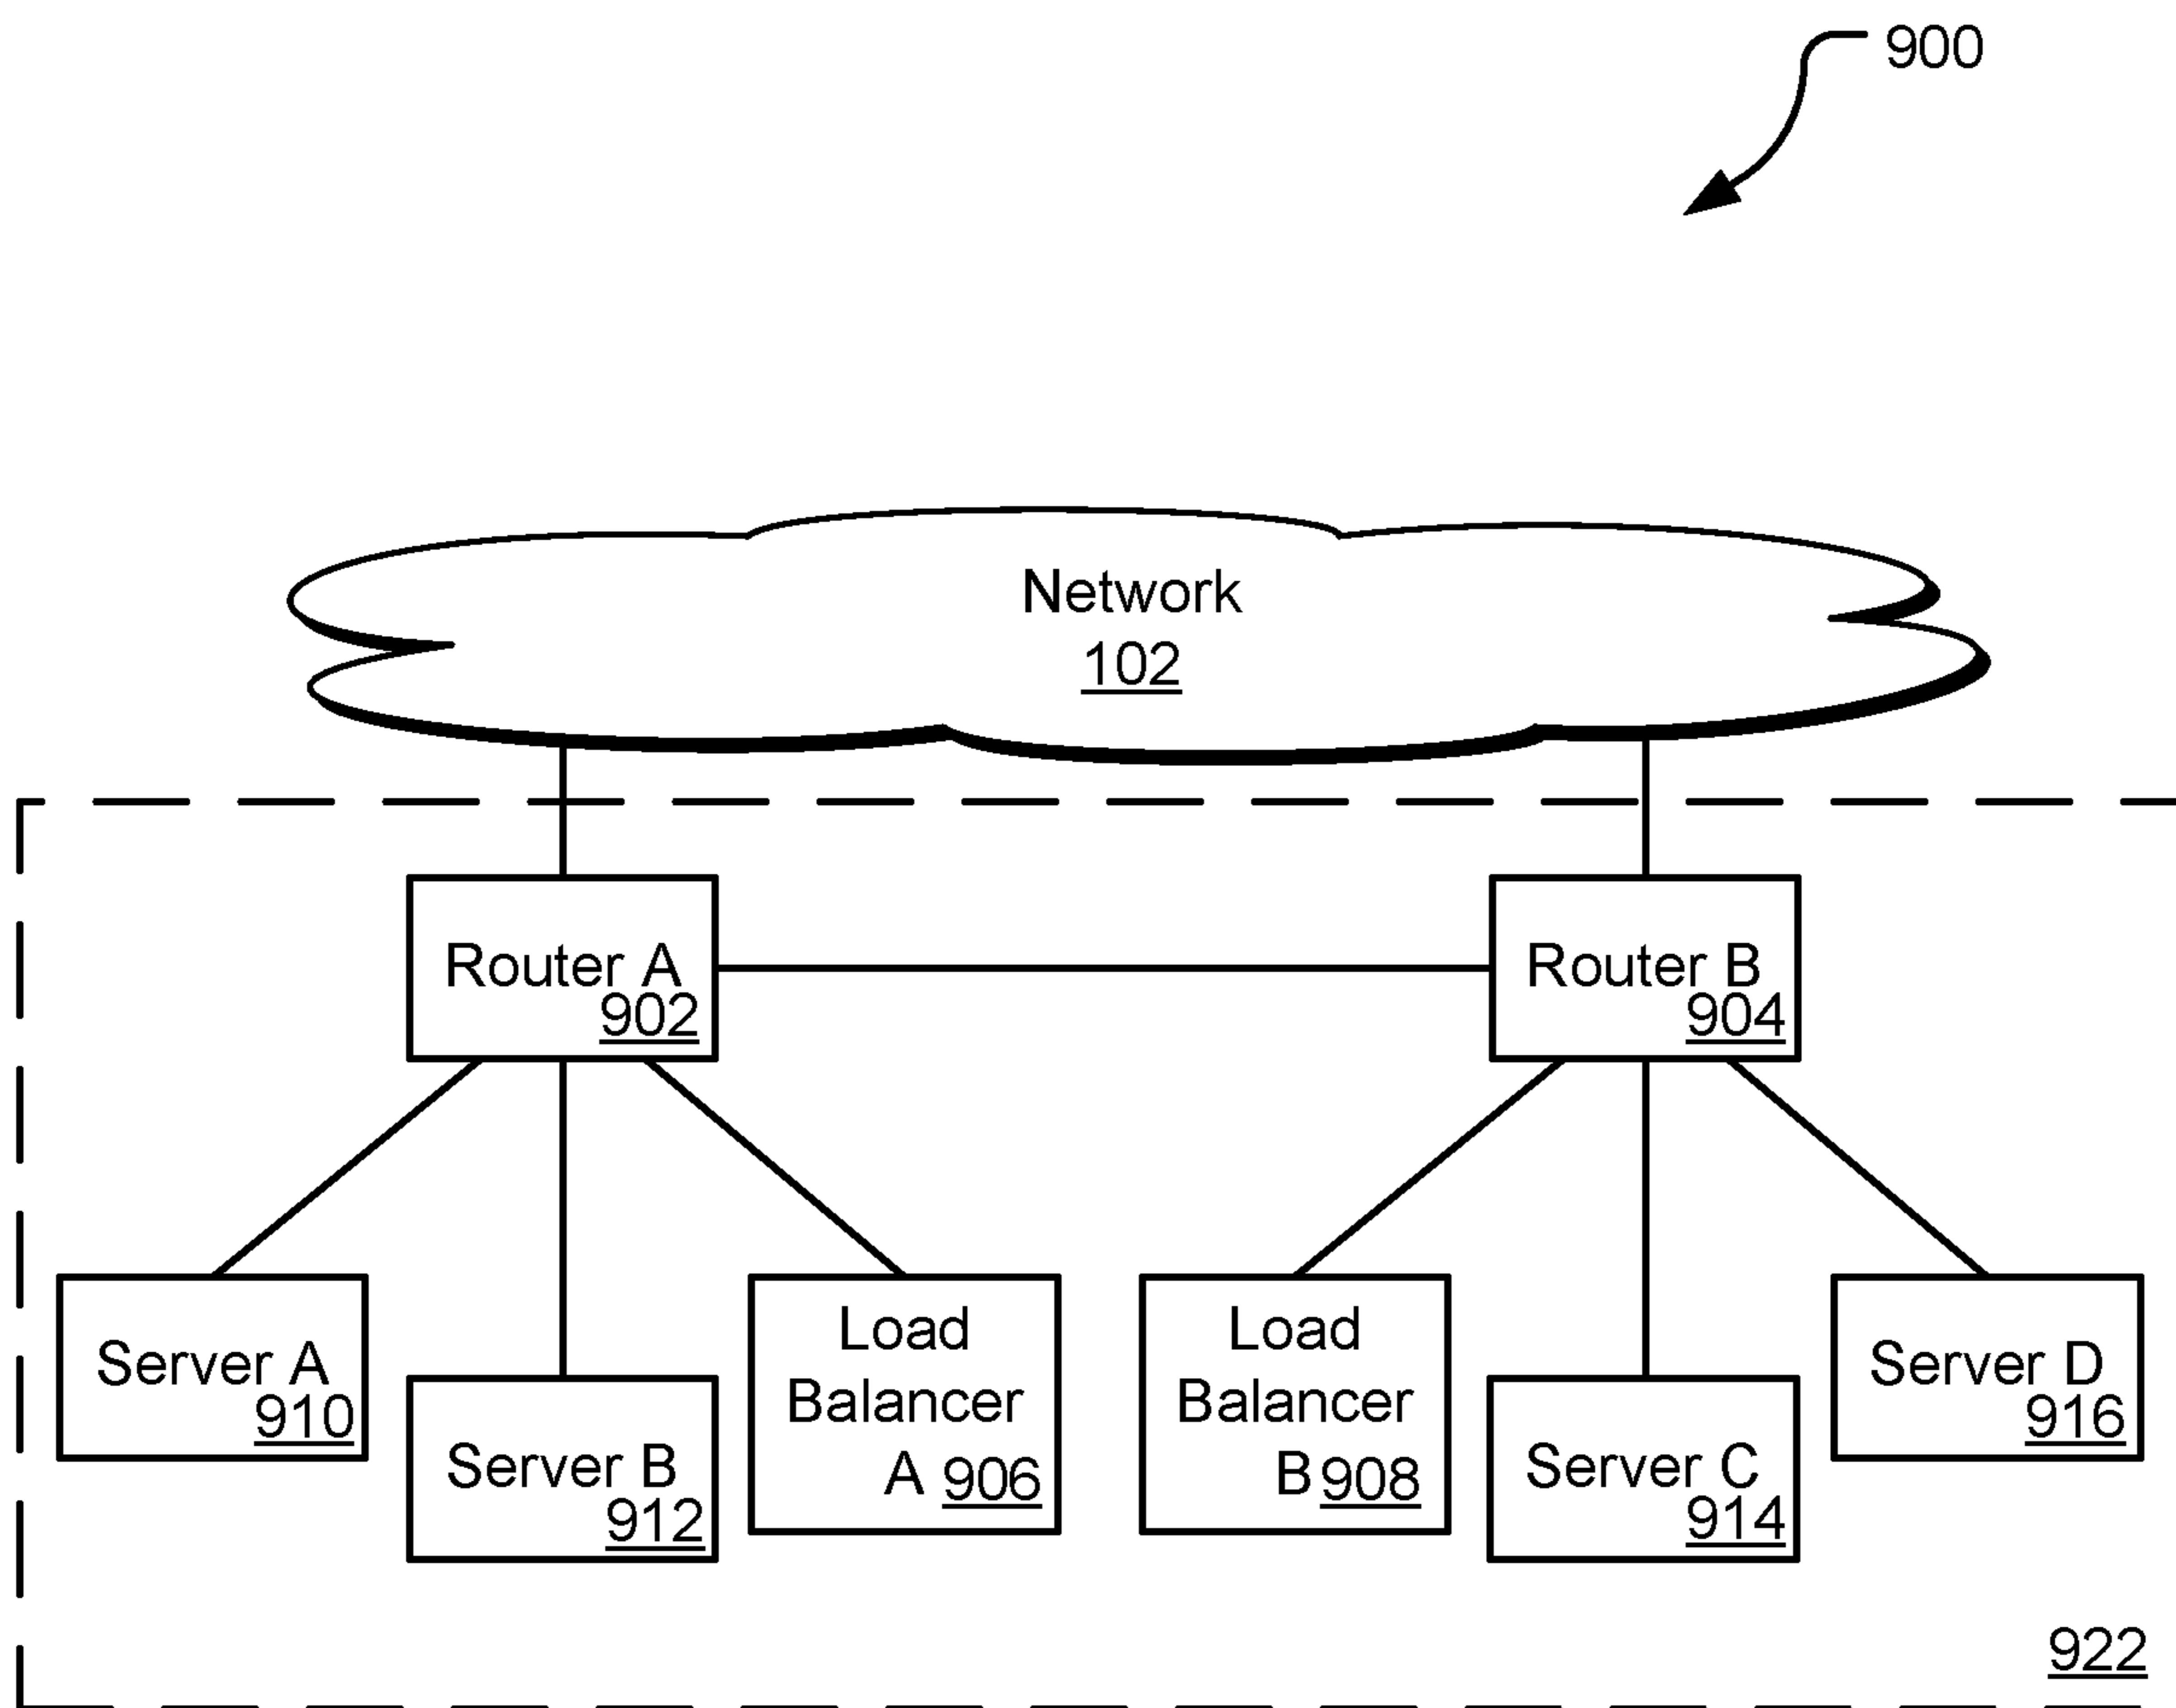 900
Network
102
Router A
902
Router B
904
Server A
910
Server B
912
Load
Balancer
A 906
Load
Balancer
B 908
Server C
914
Server D
916
922